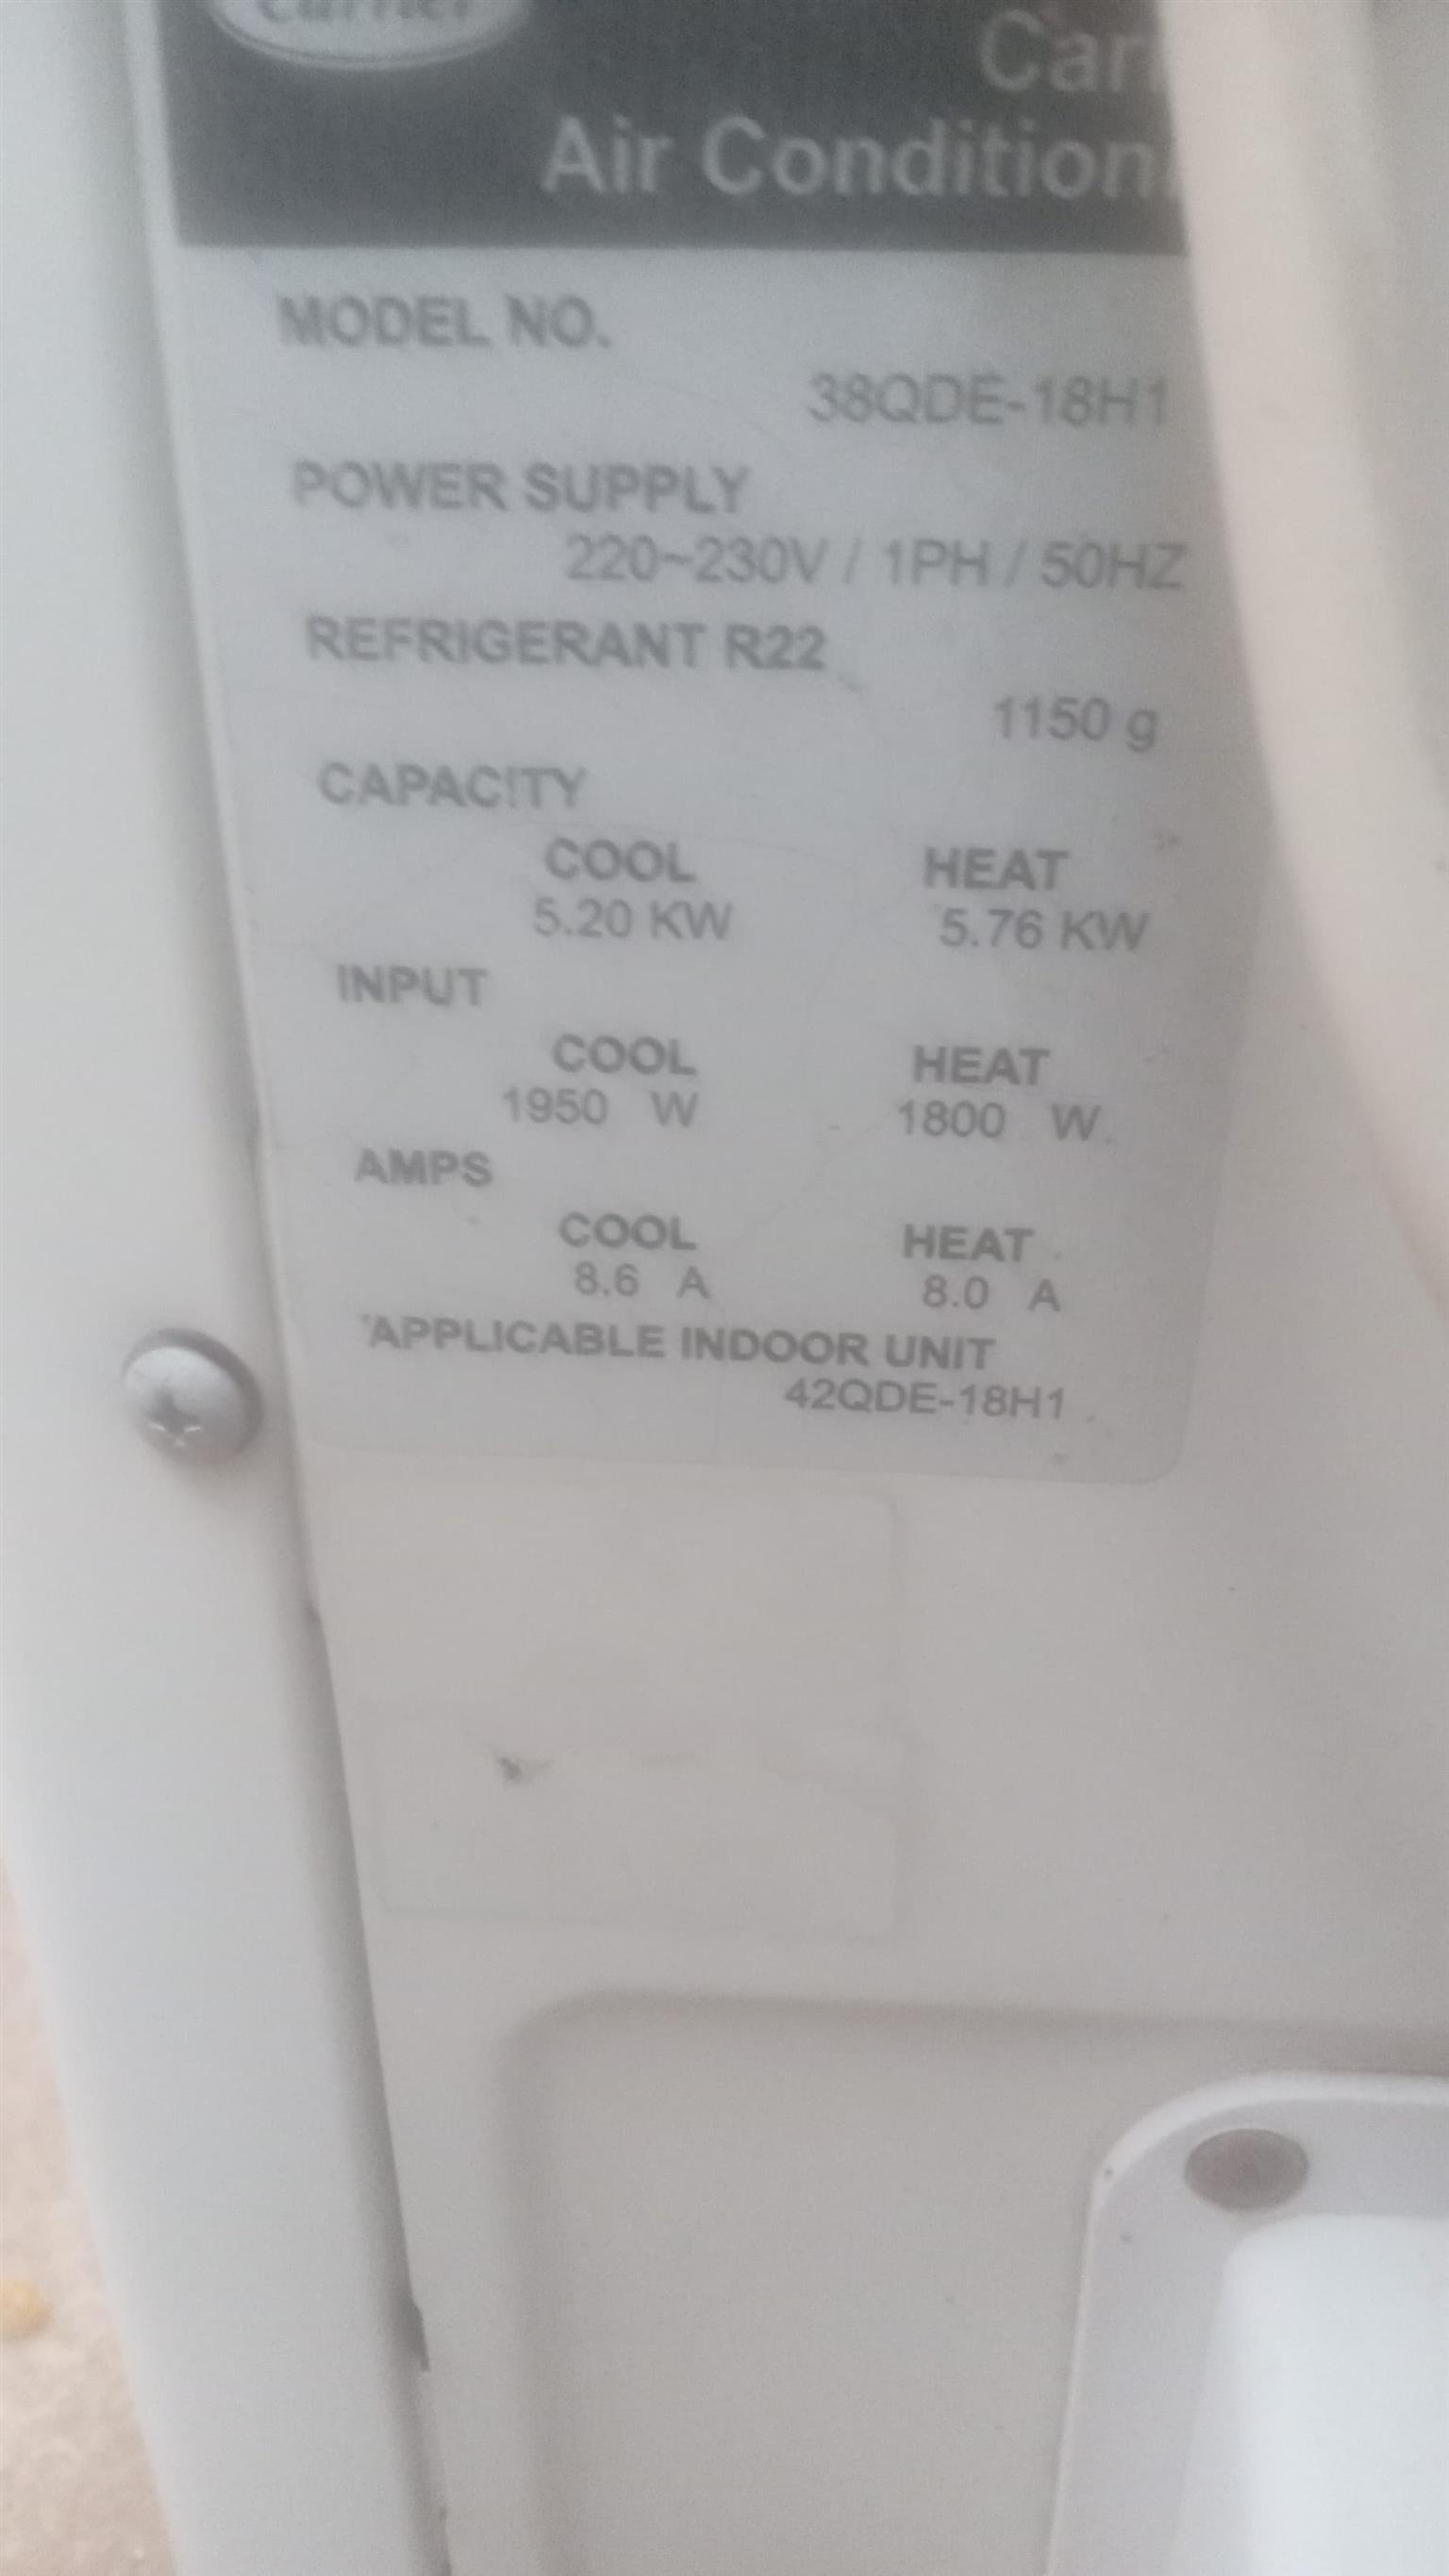 Carrier
Car
Air Condition
MODEL NO.
38QDE-18H1
POWER SUPPLY
220~230V / 1PH / 50HZ
REFRIGERANT R22
1150 g
CAPACITY
COOL HEAT
5.20 KW 5.76 KW
INPUT
COOL HEAT
1950 W 1800 W
AMPS
COOL HEAT
8.6 A 8.0 A
APPLICABLE INDOOR UNIT
42QDE-18H1